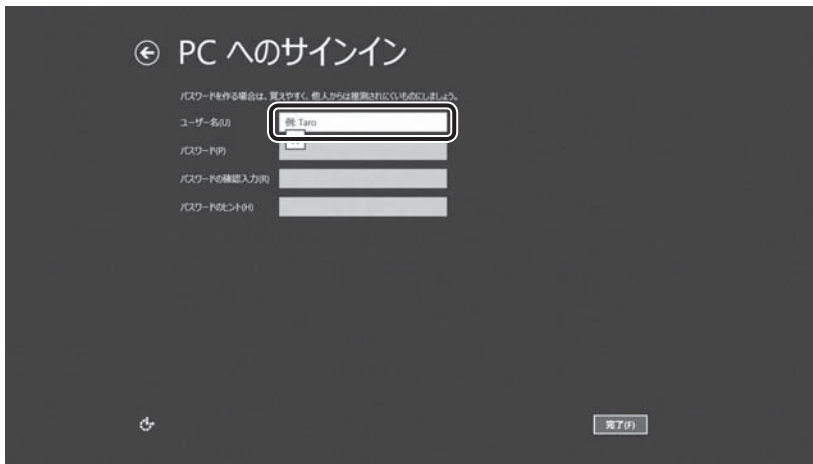 PC へのサインイン
パスワードを作る場合は、覚えやすく、他人からは推測されにくいものにしましょう。
ユーザー名(U)
例: Taro
パスワード(P)
パスワードの確認入力(R)
パスワードのヒント(H)
完了(F)